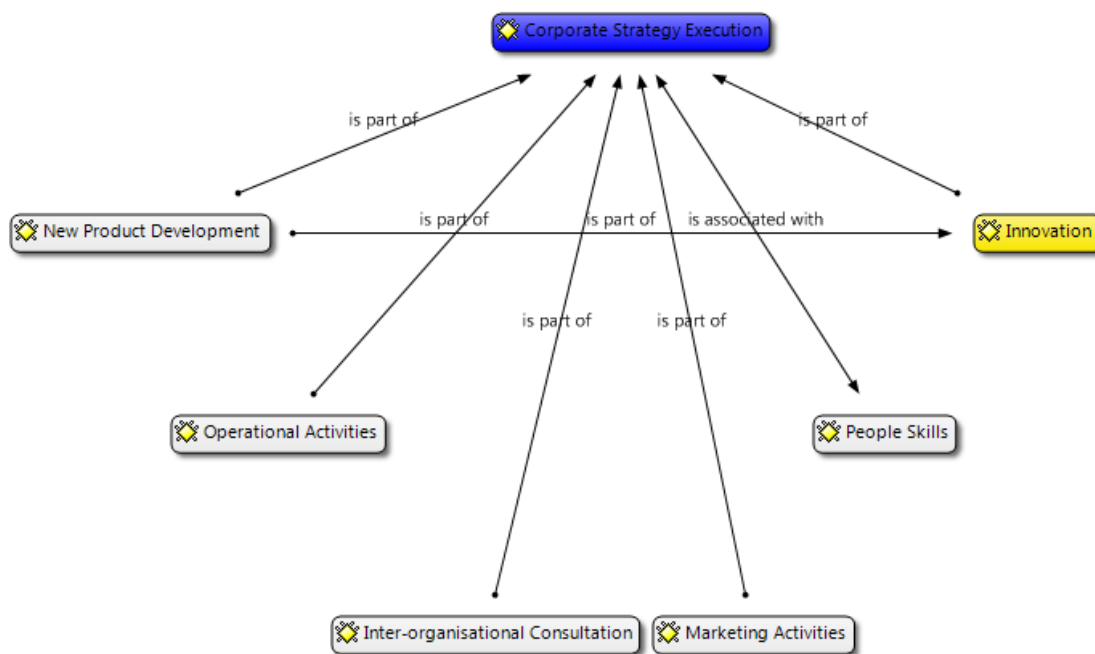 Corporate Strategy Execution
is part of
is part of
New Product Development
is part of
is part of
is associated with
Innovation
is part of
is part of
Operational Activities
People Skills
Inter-organisational Consultation
Marketing Activities